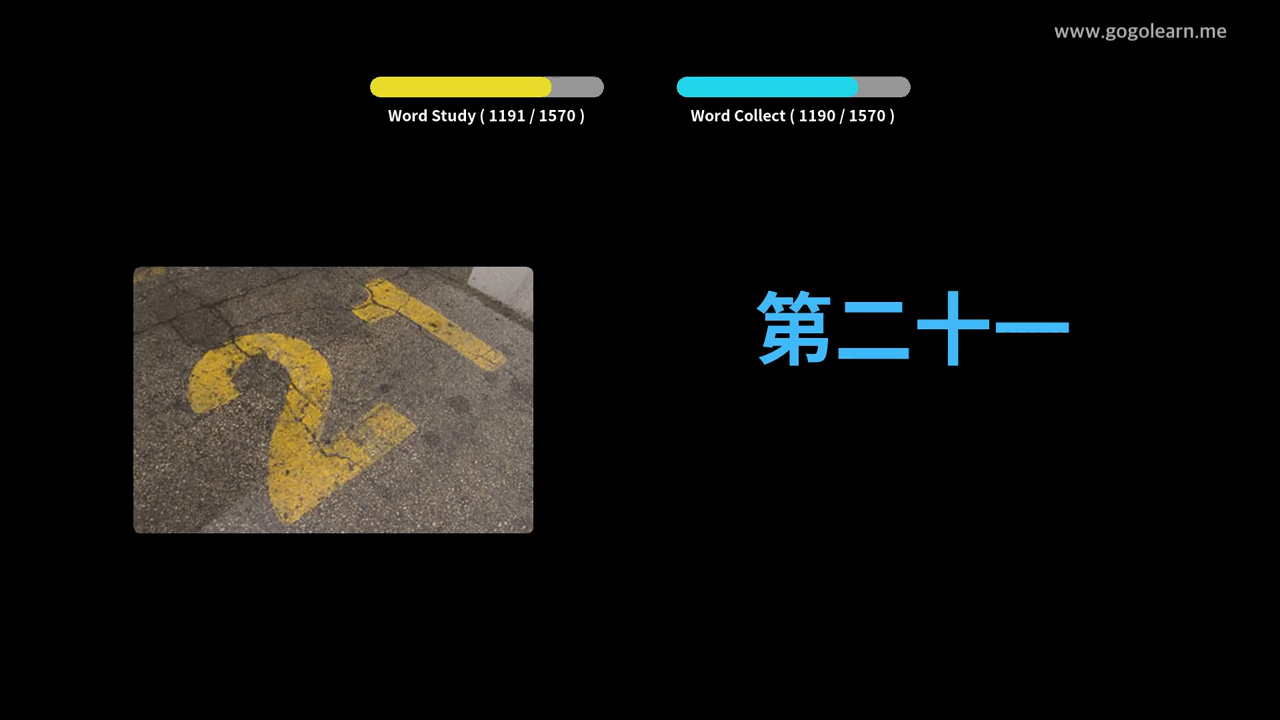 www.gogolearn.me
Word Study ( 1191 / 1570 )
Word Collect ( 1190 / 1570 )
21
第二十一